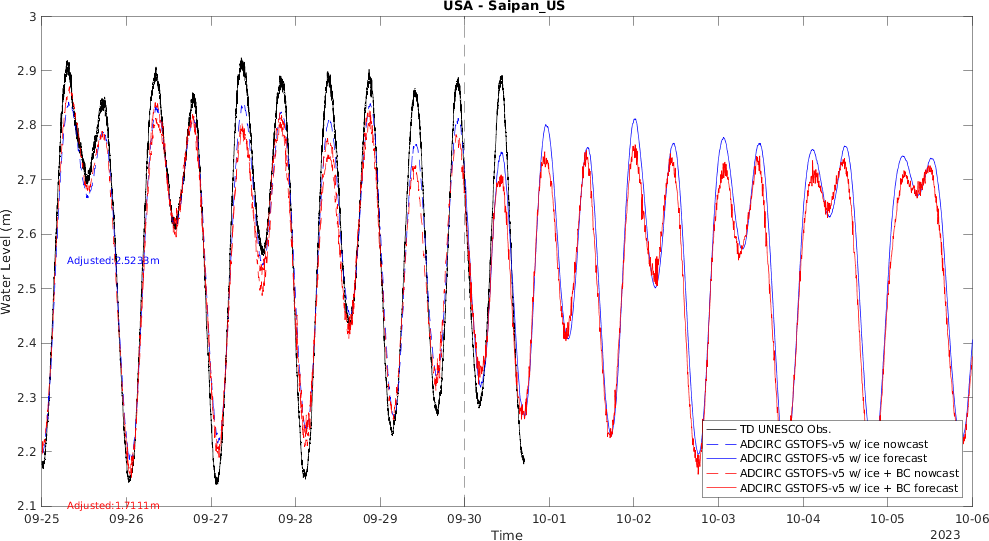 USA - Saipan_US
3
2.9
2.8
2.7
2.6
2.5
2.4
2.3
2.2
2.1
Water Level (m)
Adjusted:2.5233m
Adjusted:1.7111m
TD UNESCO Obs.
ADCIRC GSTOFS-v5 w/ ice nowcast
ADCIRC GSTOFS-v5 w/ ice forecast
ADCIRC GSTOFS-v5 w/ ice + BC nowcast
ADCIRC GSTOFS-v5 w/ ice + BC forecast
09-25 09-26 09-27 09-28 09-29 09-30 10-01 10-02 10-03 10-04 10-05 10-06
Time
2023